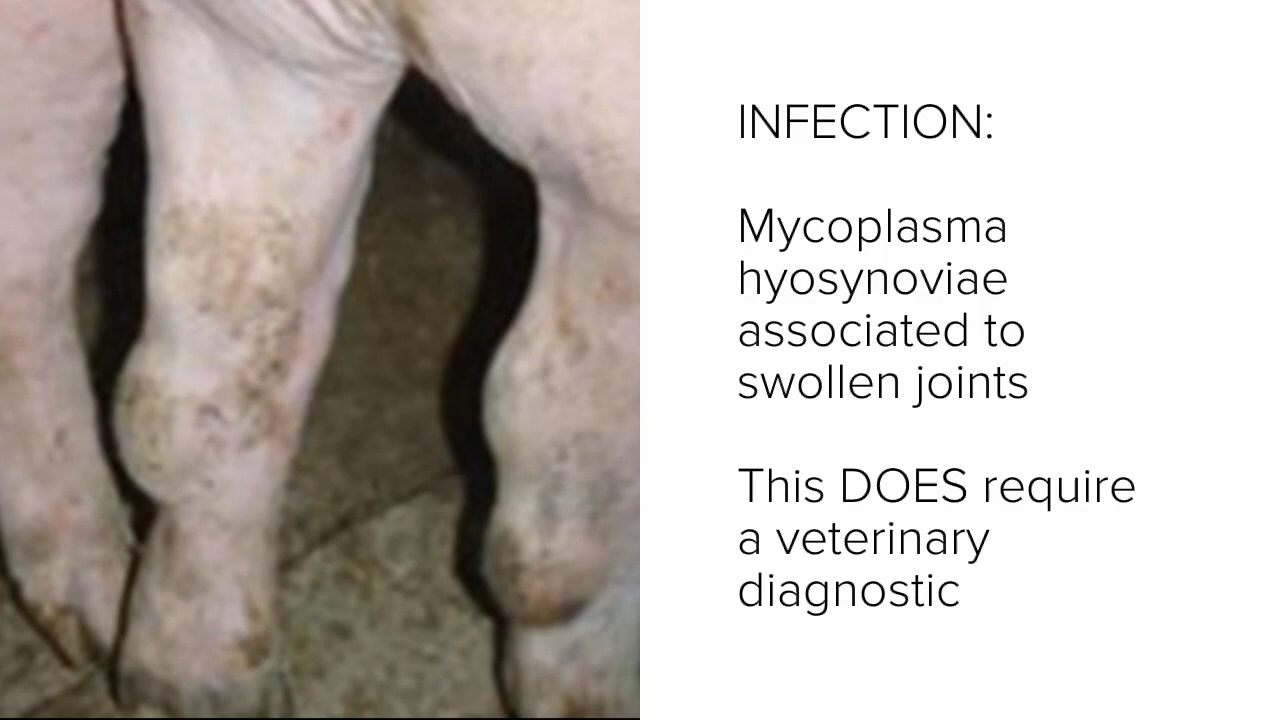 INFECTION:
Mycoplasma
hyosynoviae
associated to
swollen joints
This DOES require
a veterinary
diagnostic